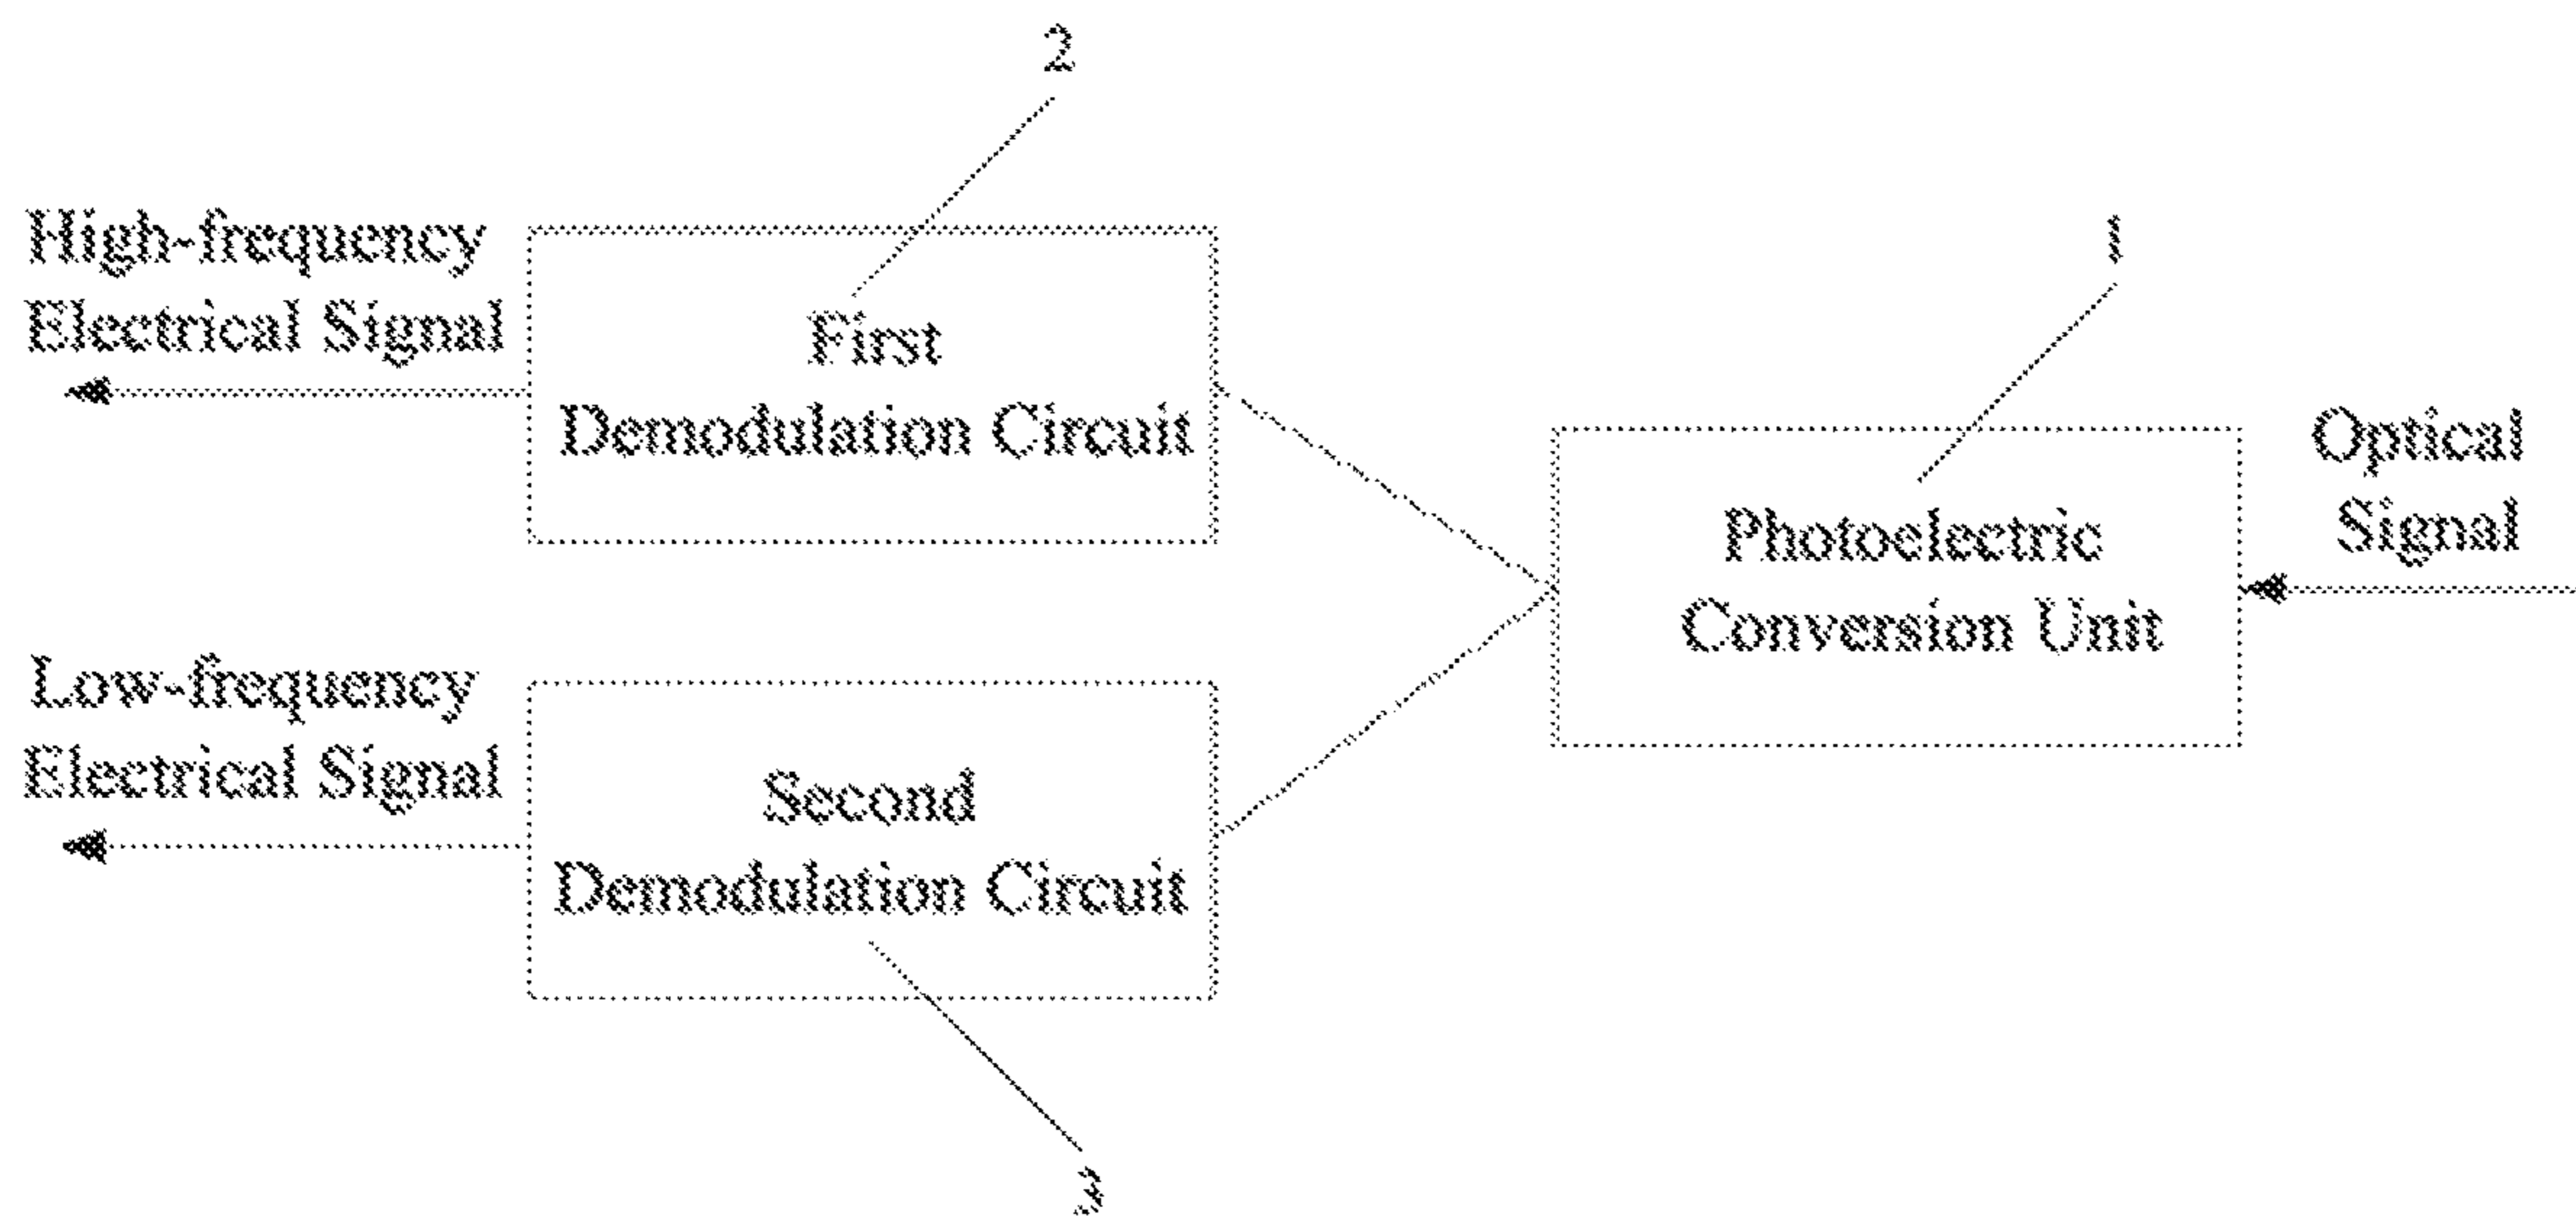 2
High-frequency
Electrical Signal
First
Demodulation Circuit
1
Optical
Signal
Photoelectric
Conversion Unit
Low-frequency
Electrical Signal
Second
Demodulation Circuit
3